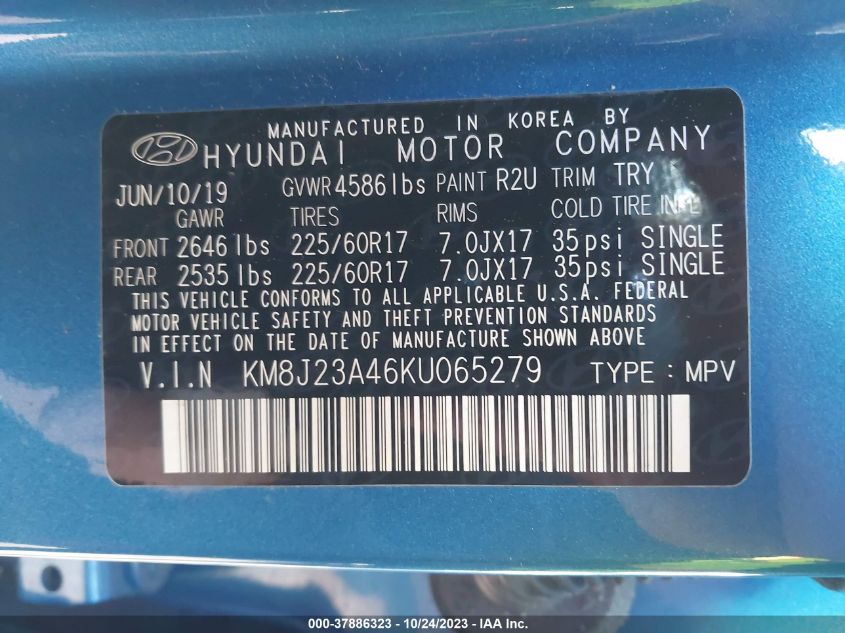 MANUFACTURED IN KOREA BY
HYUNDAI MOTOR COMPANY
JUN/10/19 GVWR 4586 lbs PAINT R2U TRIM TRY
GAWR TIRES RIMS COLD TIRE INFL
FRONT 2646 lbs 225/60R17 7.0JX17 35psi SINGLE
REAR 2535 lbs 225/60R17 7.0JX17 35psi SINGLE
THIS VEHICLE CONFORMS TO ALL APPLICABLE U.S.A. FEDERAL
MOTOR VEHICLE SAFETY AND THEFT PREVENTION STANDARDS
IN EFFECT ON THE DATE OF MANUFACTURE SHOWN ABOVE
V.I.N KM8J23A46KU065279 TYPE : MPV
000-37886323 - 10/24/2023 - Copyright © 2023 IAA, Inc.